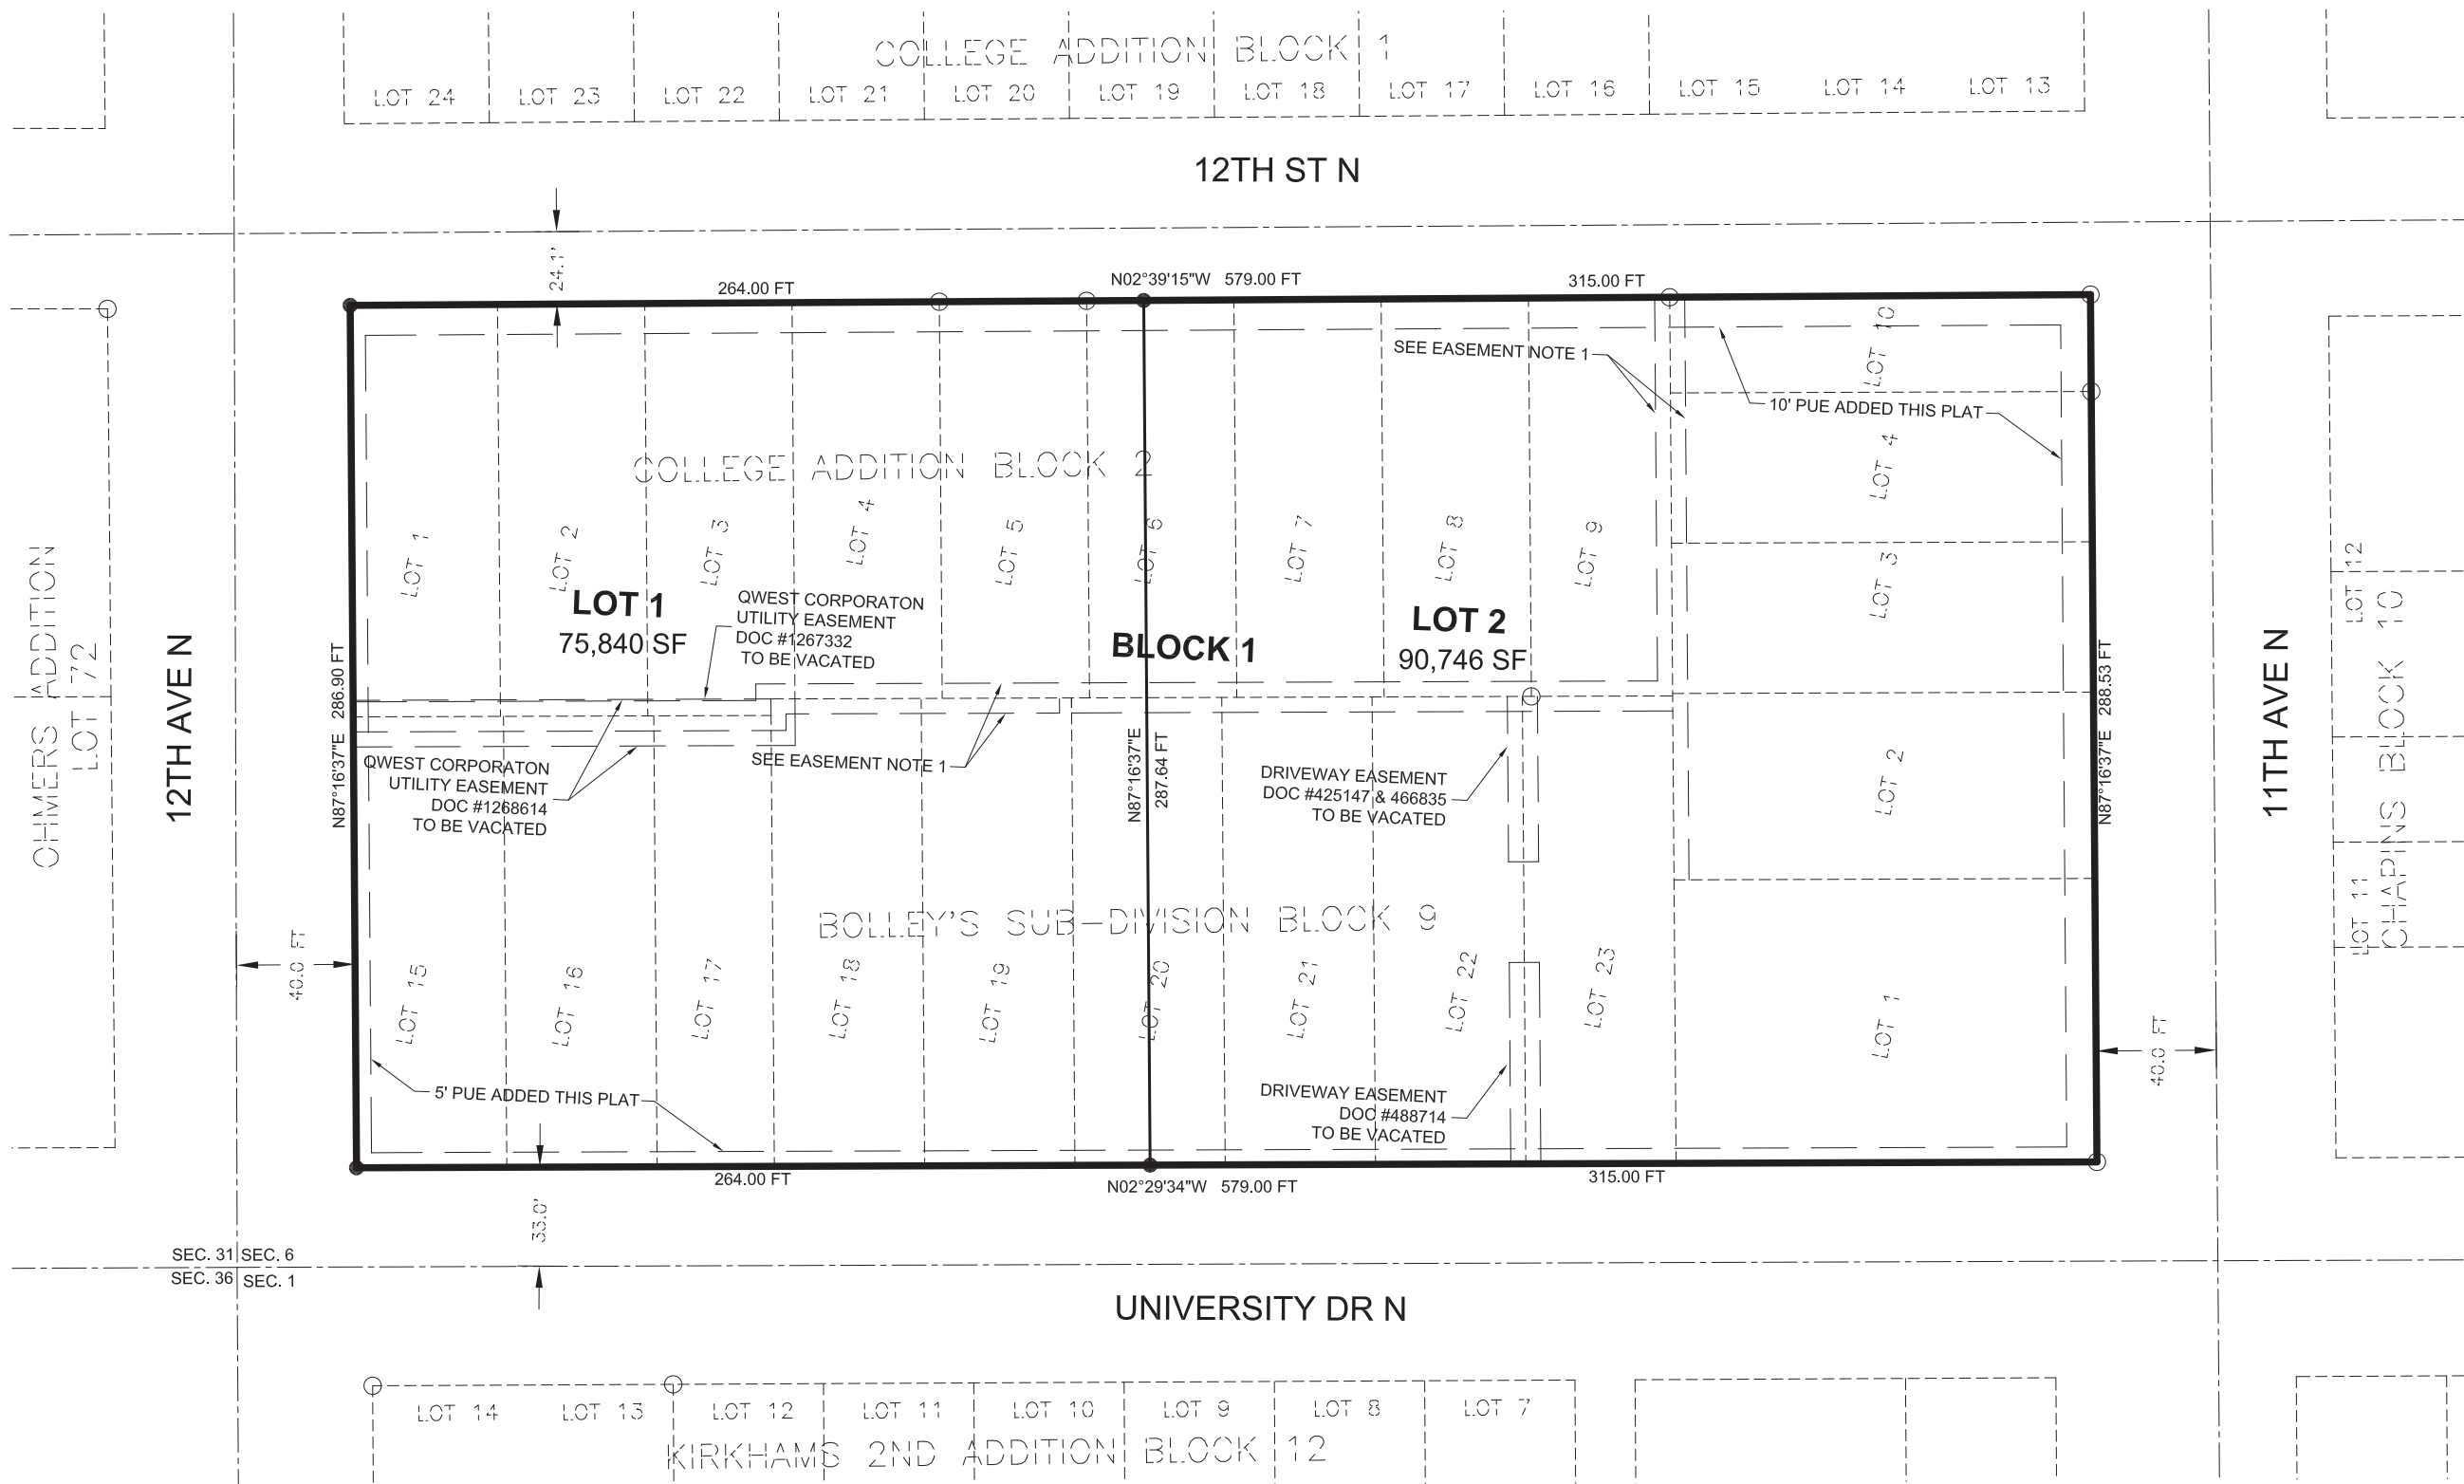 COLLEGE ADDITION BLOCK 1
LOT 24 LOT 23 LOT 22 LOT 21 LOT 20 LOT 19 LOT 18 LOT 17 LOT 16 LOT 15 LOT 14 LOT 13
12TH ST N
24.1'
264.00 FT
N02°39'15"W 579.00 FT
315.00 FT
SEE EASEMENT NOTE 1
LOT 10
10' PUE ADDED THIS PLAT
LOT 4
COLLEGE ADDITION BLOCK 2
LOT 1
LOT 2
LOT 3
LOT 4
LOT 5
LOT 6
LOT 7
LOT 8
LOT 9
LOT 3
LOT 1
75,840 SF
QWEST CORPORATON
UTILITY EASEMENT
DOC #1267332
TO BE VACATED
BLOCK 1
LOT 2
90,746 SF
OHMERS ADDITION
LOT 72
12TH AVE N
N87°16'37"E 286.90 FT
QWEST CORPORATON
UTILITY EASEMENT
DOC #1268614
TO BE VACATED
SEE EASEMENT NOTE 1
N87°16'37"E
287.64 FT
DRIVEWAY EASEMENT
DOC #425147 & 466835
TO BE VACATED
LOT 2
N87°16'37"E 288.53 FT
11TH AVE N
LOT 12
LOT 11
CHAPINS BLOCK 10
BOLLEY'S SUB-DIVISION BLOCK 9
40.0 FT
LOT 15
LOT 16
LOT 17
LOT 18
LOT 19
LOT 20
LOT 21
LOT 22
LOT 23
LOT 1
40.0 FT
5' PUE ADDED THIS PLAT
DRIVEWAY EASEMENT
DOC #488714
TO BE VACATED
264.00 FT
N02°29'34"W 579.00 FT
315.00 FT
33.0'
SEC. 31 SEC. 6
SEC. 36 SEC. 1
UNIVERSITY DR N
LOT 14 LOT 13 LOT 12 LOT 11 LOT 10 LOT 9 LOT 8 LOT 7
KIRKHAMS 2ND ADDITION BLOCK 12